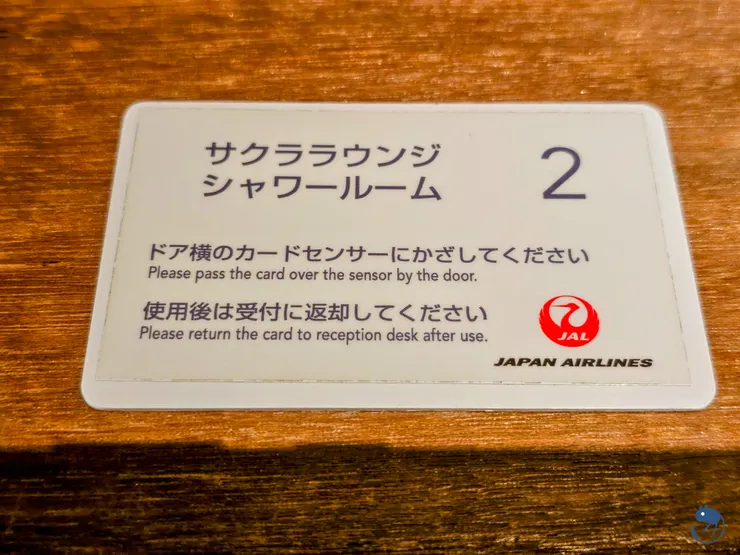 サクララウンジ
シャワールーム
2
ドア横のカードセンサーにかざしてください
Please pass the card over the sensor by the door.
使用後は受付に返却してください
Please return the card to reception desk after use.
JAL
JAPAN AIRLINES